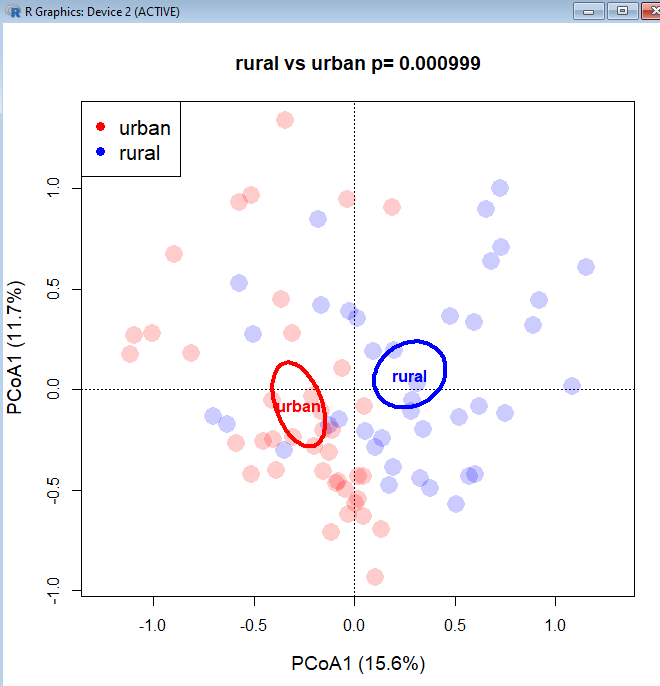 R Graphics: Device 2 (ACTIVE)
rural vs urban p= 0.000999
urban
rural
PCoA1 (11.7%)
1.0
0.5
0.0
-0.5
-1.0
rural
urban
-1.0 -0.5 0.0 0.5 1.0
PCoA1 (15.6%)